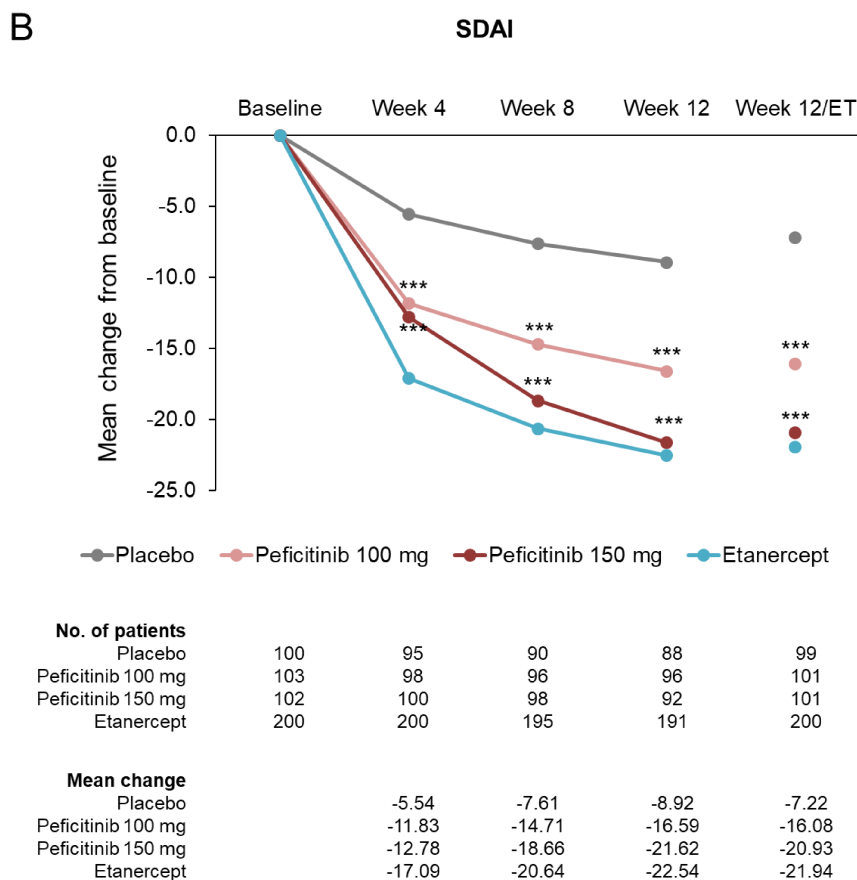 B
SDAI
Baseline Week 4 Week 8 Week 12 Week 12/ET
Mean change from baseline
0.0
-5.0
-10.0
-15.0
-20.0
-25.0
***
***
***
***
***
***
***
***
Placebo Peficitinib 100 mg Peficitinib 150 mg Etanercept
No. of patients
Placebo 100 95 90 88 99
Peficitinib 100 mg 103 98 96 96 101
Peficitinib 150 mg 102 100 98 92 101
Etanercept 200 200 195 191 200
Mean change
Placebo -5.54 -7.61 -8.92 -7.22
Peficitinib 100 mg -11.83 -14.71 -16.59 -16.08
Peficitinib 150 mg -12.78 -18.66 -21.62 -20.93
Etanercept -17.09 -20.64 -22.54 -21.94